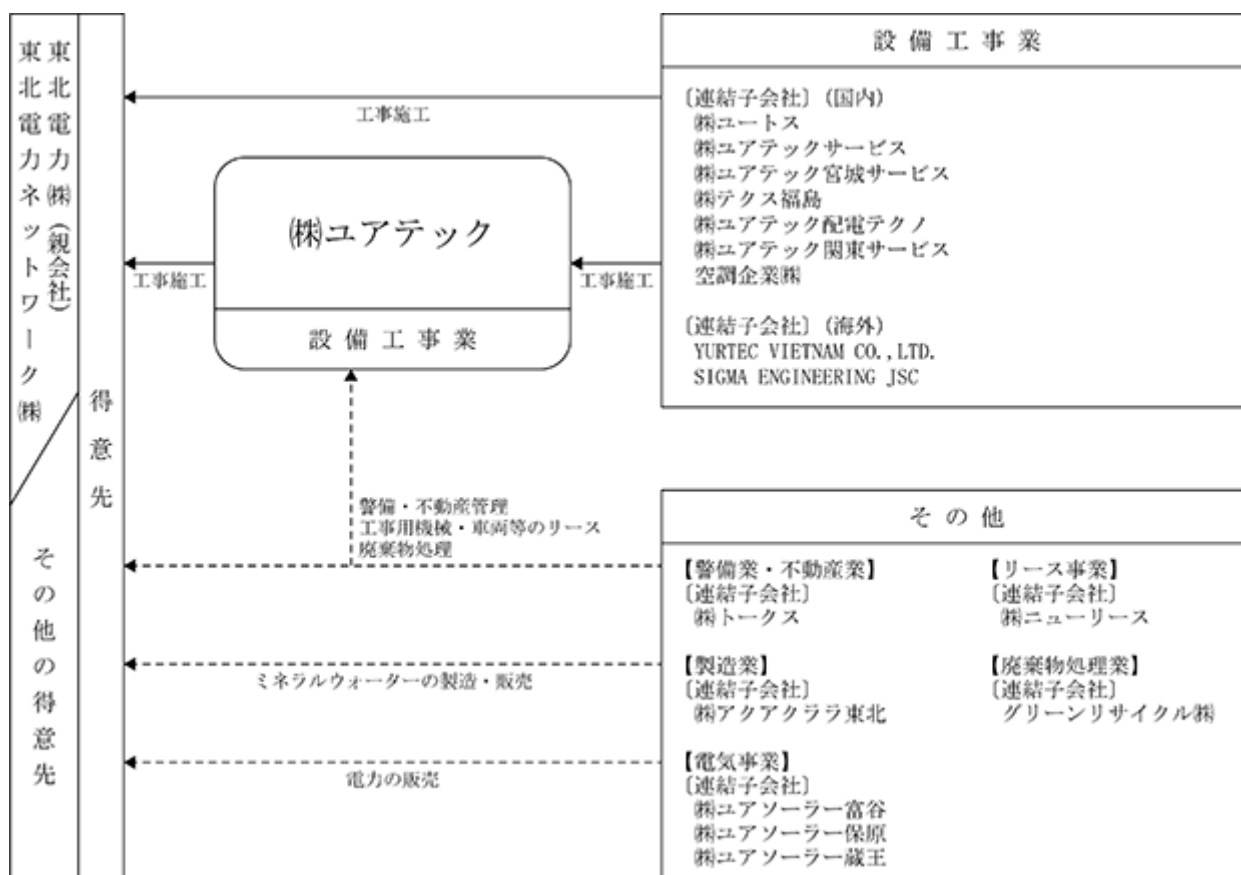 東北電力㈱(親会社)
東北電力ネットワーク㈱
その他の得意先
得意先
工事施工
㈱ユアテック
設備工事業
工事施工
工事施工
警備・不動産管理
工事用機械・車両等のリース
廃棄物処理
ミネラルウォーターの製造・販売
電力の販売
設備工事業
〔連結子会社〕(国内)
㈱ユートス
㈱ユアテックサービス
㈱ユアテック宮城サービス
㈱テクス福島
㈱ユアテック配電テクノ
㈱ユアテック関東サービス
空調企業㈱
〔連結子会社〕(海外)
YURTEC VIETNAM CO.,LTD.
SIGMA ENGINEERING JSC
その他
【警備業・不動産業】
〔連結子会社〕
㈱トークス
【リース事業】
〔連結子会社〕
㈱ニューリース
【製造業】
〔連結子会社〕
㈱アクアクララ東北
【廃棄物処理業】
〔連結子会社〕
グリーンリサイクル㈱
【電気事業】
〔連結子会社〕
㈱ユアソーラー富谷
㈱ユアソーラー保原
㈱ユアソーラー蔵王